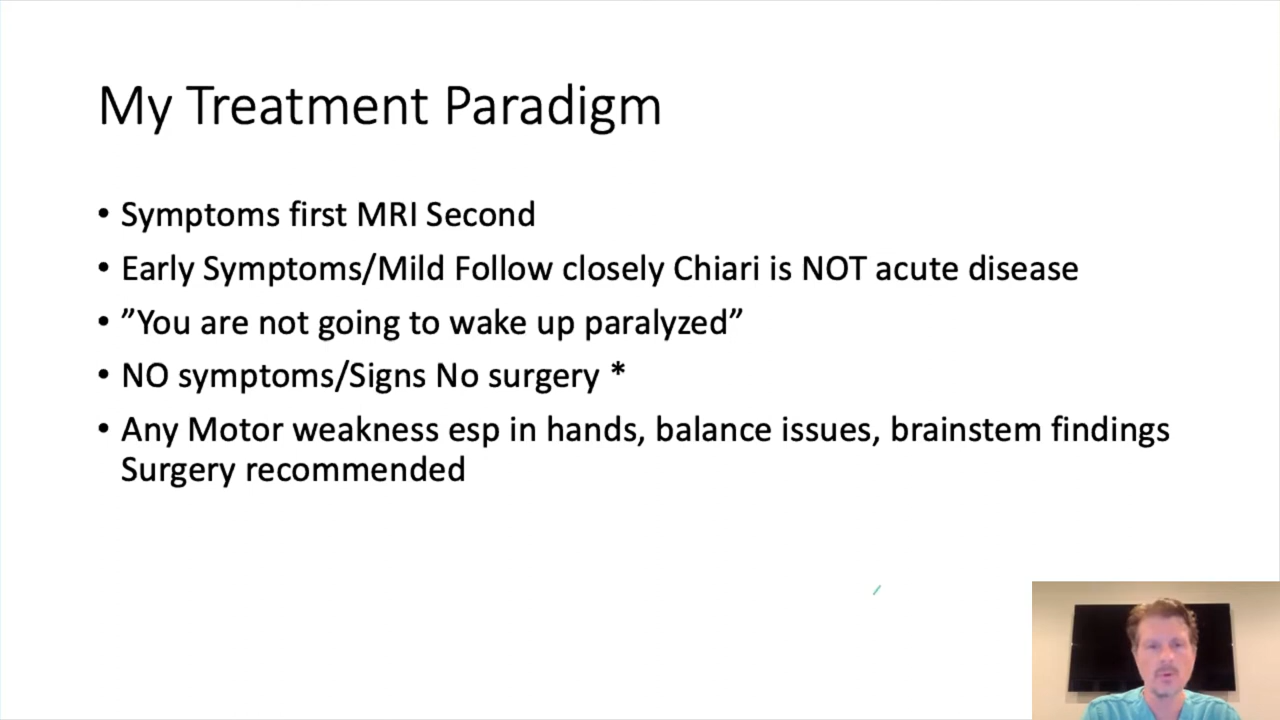 My Treatment Paradigm
• Symptoms first MRI Second
• Early Symptoms/Mild Follow closely Chiari is NOT acute disease
• ”You are not going to wake up paralyzed”
• NO symptoms/Signs No surgery *
• Any Motor weakness esp in hands, balance issues, brainstem findings
Surgery recommended